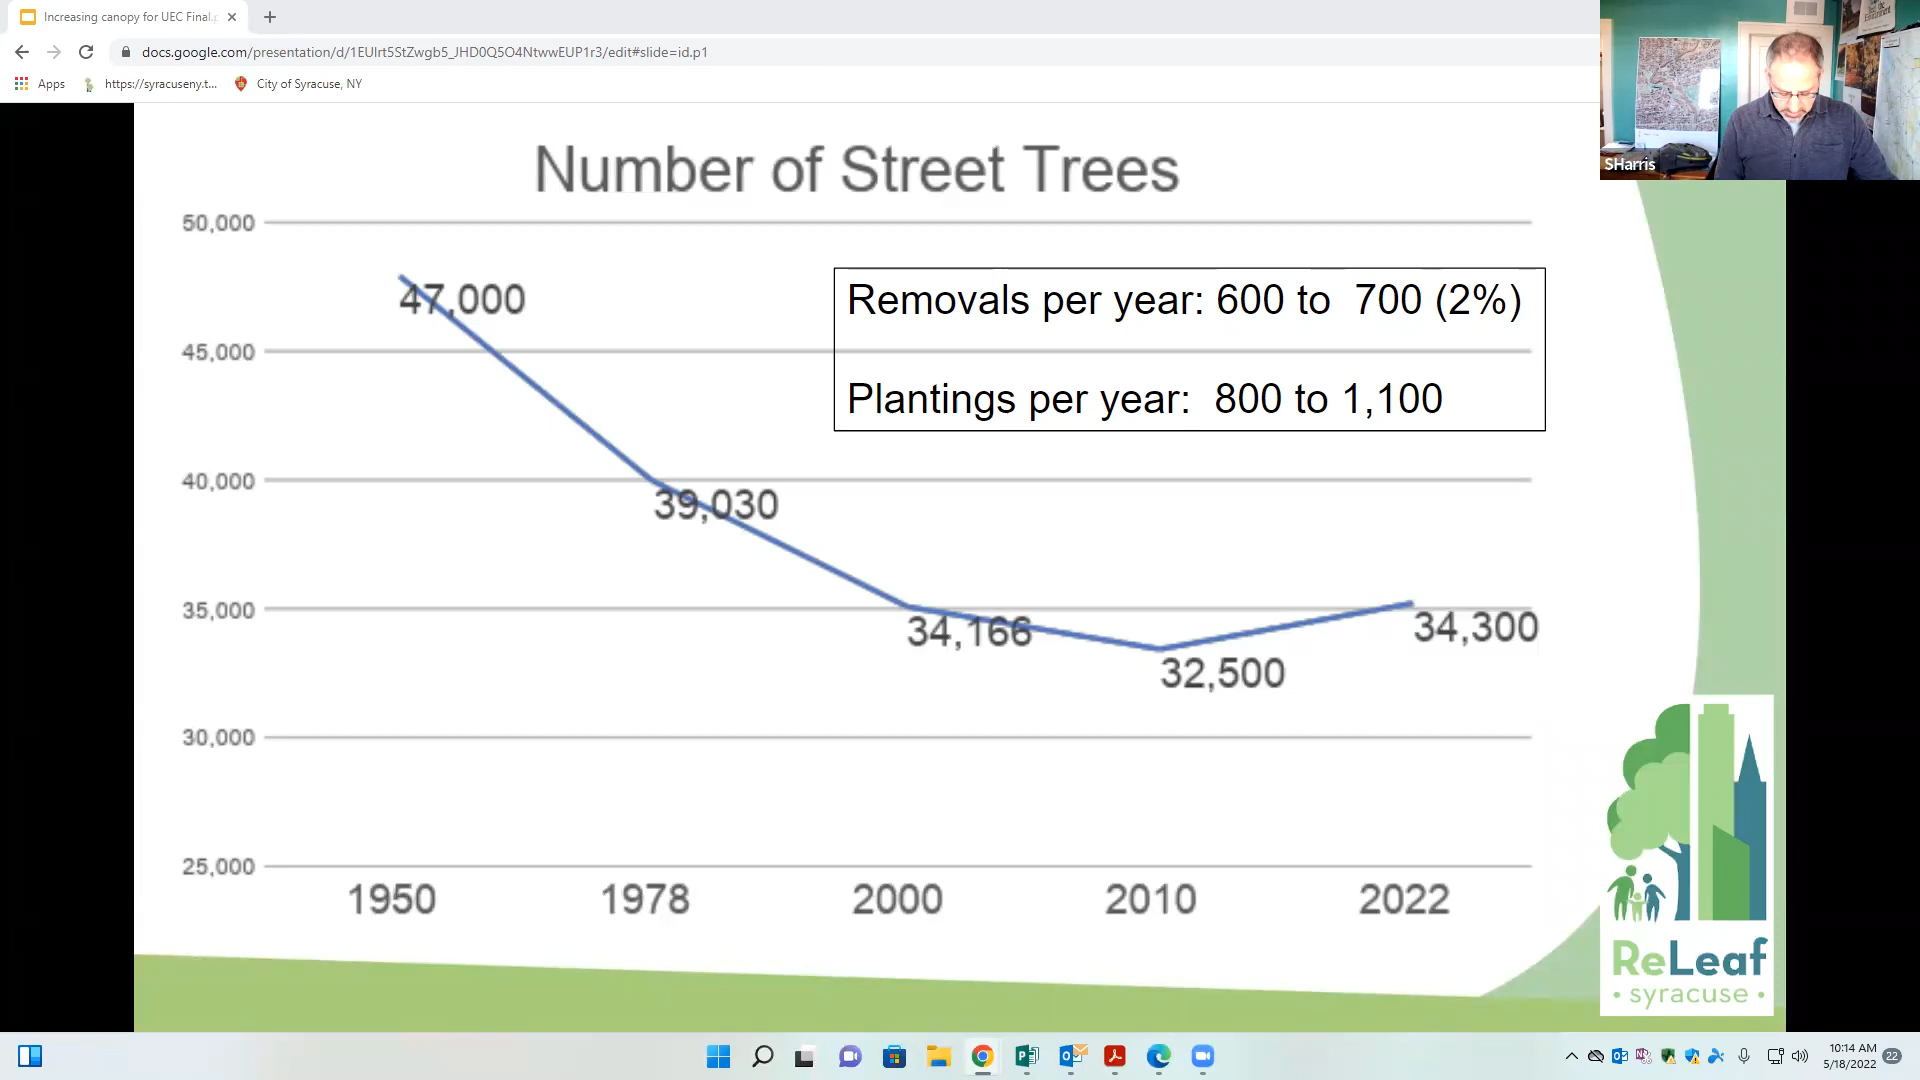 Increasing canopy for UEC Final.p
docs.google.com/presentation/d/1EUlrt5StZwgb5_JHD0Q5O4NtwwEUP1r3/edit#slide=id.p1
Apps
https://syracuseny.t...
City of Syracuse, NY
SHarris
Number of Street Trees
50,000
45,000
40,000
35,000
30,000
25,000
47,000
39,030
34,166
32,500
34,300
Removals per year: 600 to 700 (2%)
Plantings per year: 800 to 1,100
1950 1978 2000 2010 2022
ReLeaf
• syracuse •
10:14 AM
5/18/2022
22